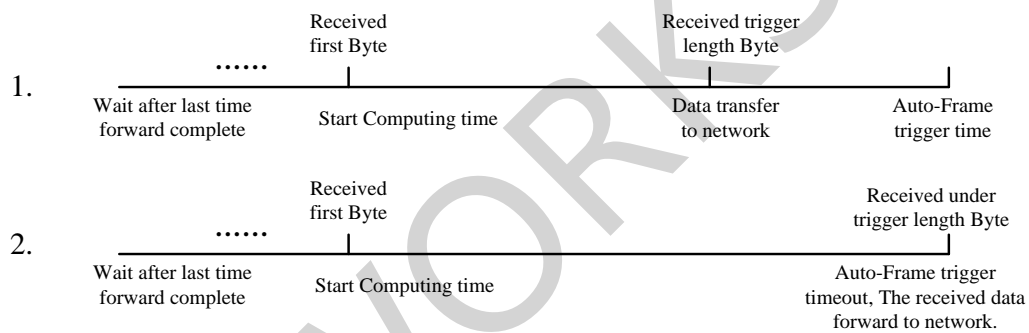 Received
first Byte
Received trigger
length Byte
......
1.
Wait after last time
forward complete
Start Computing time
Data transfer
to network
Auto-Frame
trigger time
Received
first Byte
Received under
trigger length Byte
......
2.
Wait after last time
forward complete
Start Computing time
Auto-Frame trigger
timeout, The received data
forward to network.
WORKS